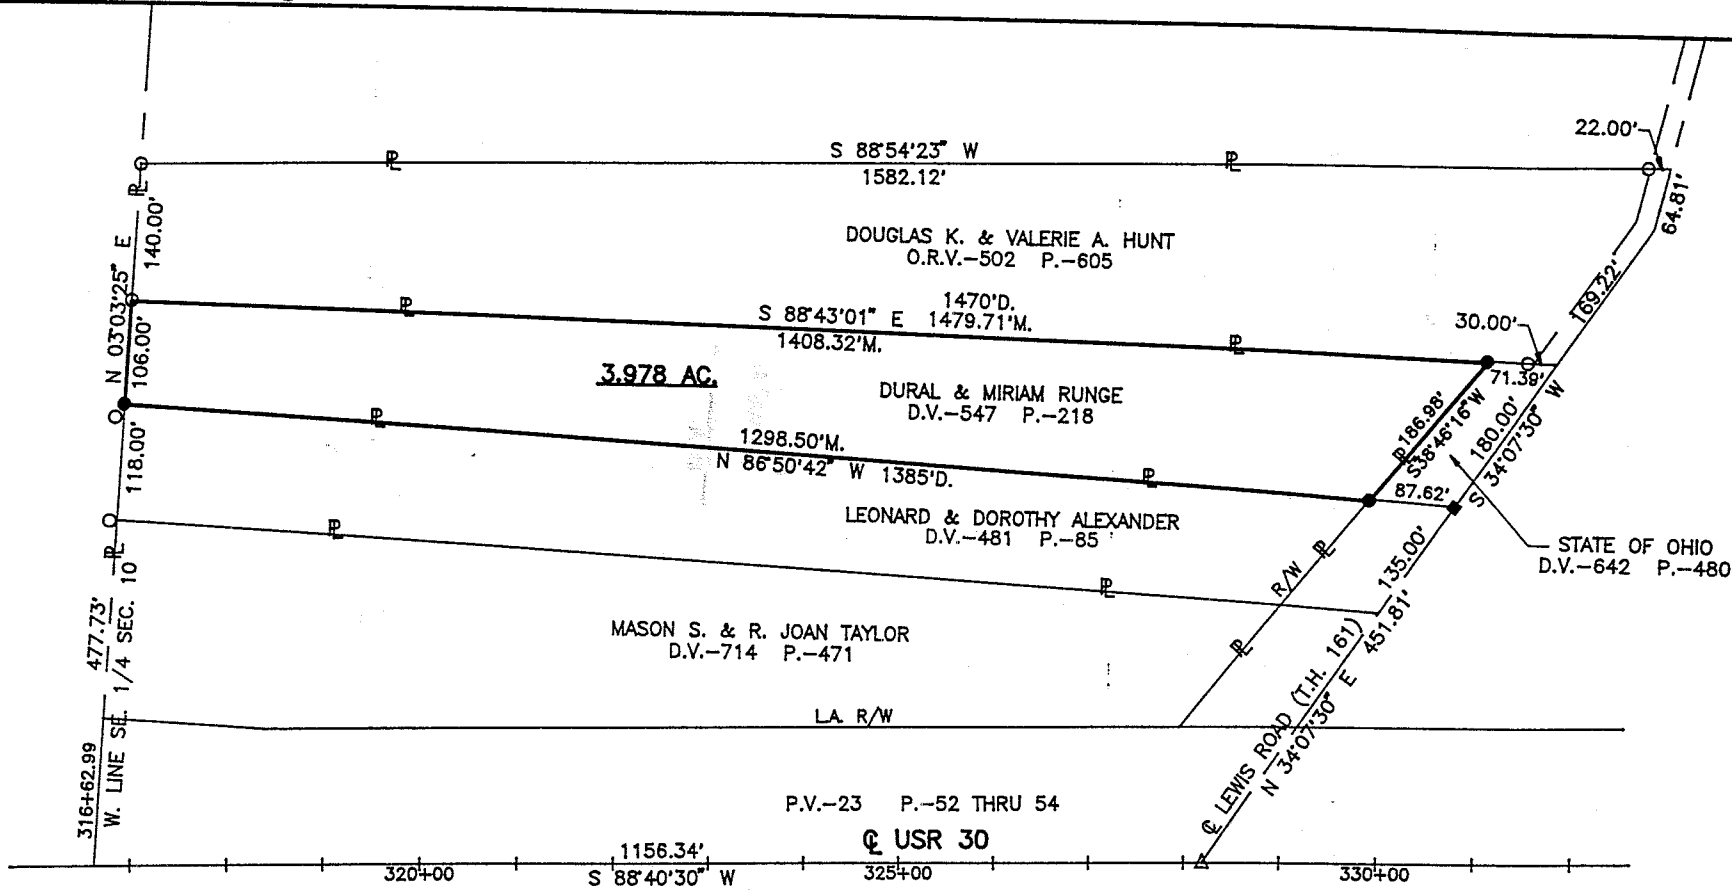 22.00'
S 88°54'23" W
1582.12'
64.81'
140.00'
N 03°03'25" E
DOUGLAS K. & VALERIE A. HUNT
O.R.V.-502 P.-605
169.22'
1470'D.
S 88°43'01" E 1479.71'M.
1408.32'M.
30.00'
106.00'
3.978 AC.
71.39'
DURAL & MIRIAM RUNGE
D.V.-547 P.-218
186.98'
S38°46'16"W
180.00'
S 34°07'30" W
118.00'
1298.50'M.
N 86°50'42" W 1385'D.
87.62'
LEONARD & DOROTHY ALEXANDER
D.V.-481 P.-85
STATE OF OHIO
D.V.-642 P.-480
135.00'
R/W
451.81'
477.73'
MASON S. & R. JOAN TAYLOR
D.V.-714 P.-471
L.A. R/W
LEWIS ROAD (T.H. 161)
N 34°07'30" E
316+62.99
W. LINE SE. 1/4 SEC. 10
P.V.-23 P.-52 THRU 54
℄ USR 30
1156.34'
S 88°40'30" W
320+00
325+00
330+00